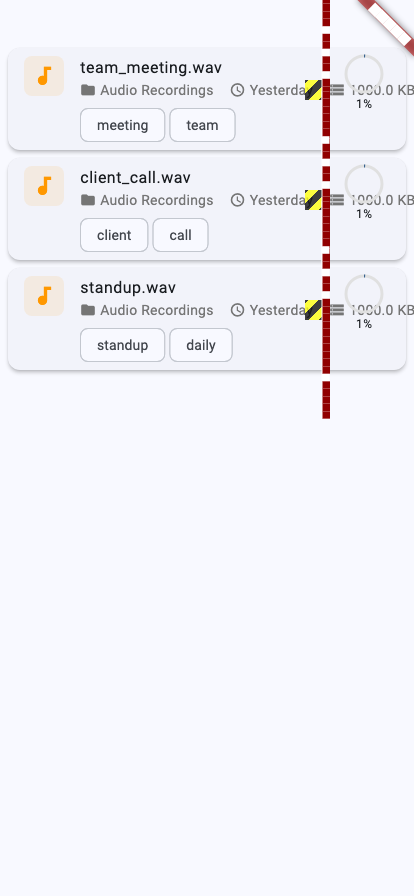 team_meeting.wav
Audio Recordings Yesterda 1000.0 KB
1%
meeting team
client_call.wav
Audio Recordings Yesterda 1000.0 KB
1%
client call
standup.wav
Audio Recordings Yesterda 1000.0 KB
1%
standup daily